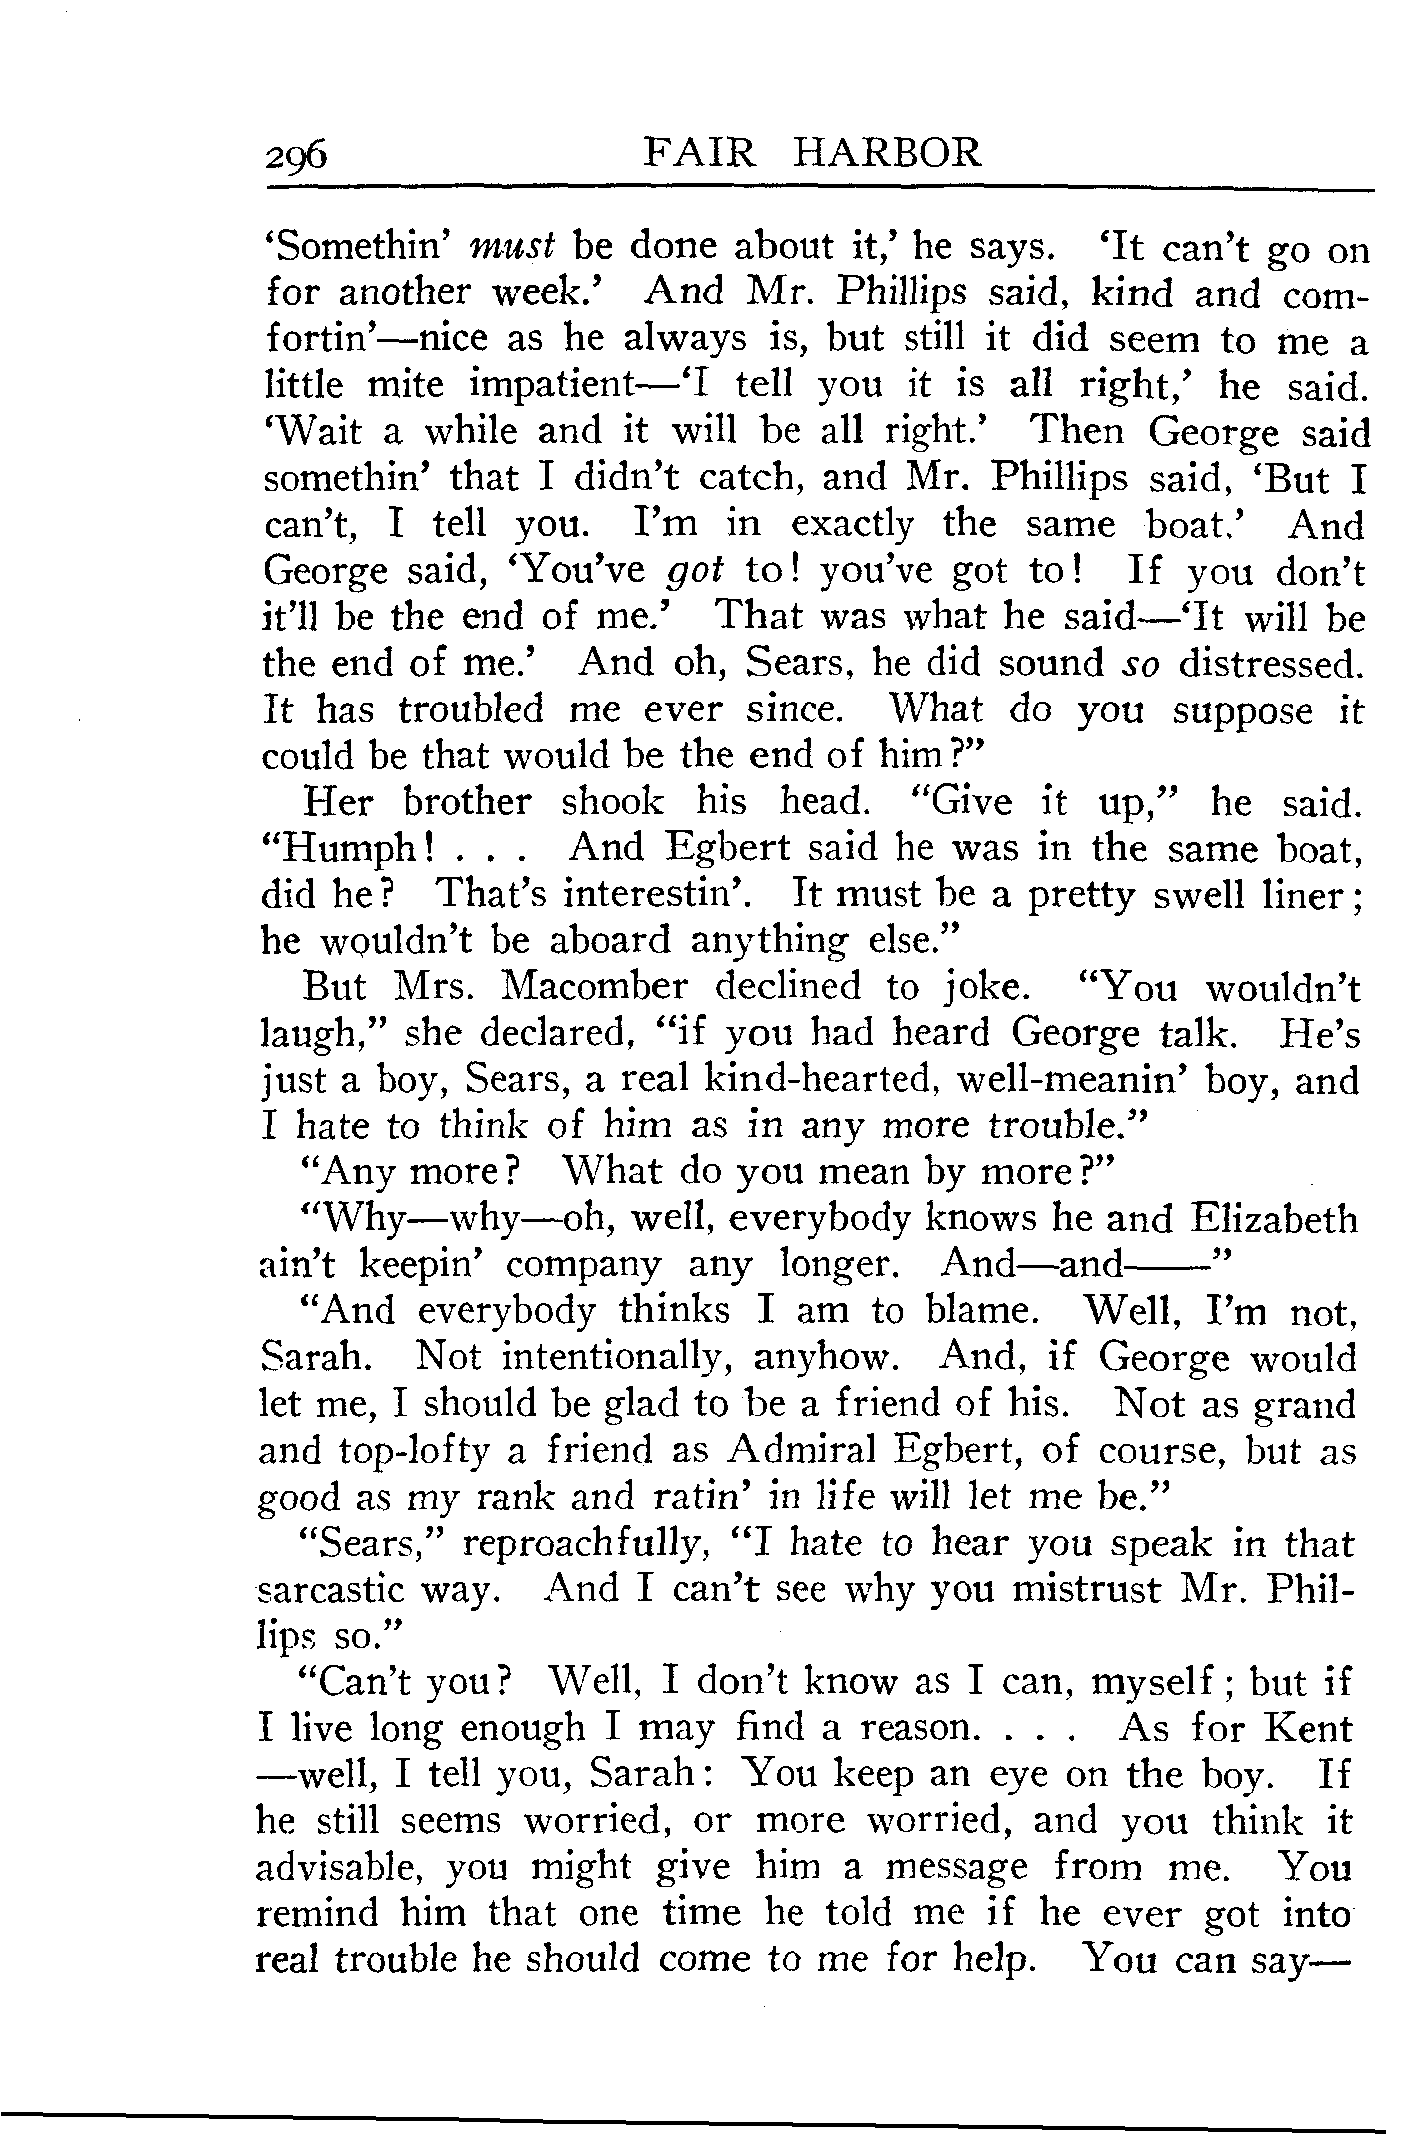 296 FAIR HARBOR
‘Somethin’ must be done about it,’ he says. ‘It can’t go on
for another week.’ And Mr. Phillips said, kind and com-
fortin’—nice as he always is, but still it did seem to me a
little mite impatient—‘I tell you it is all right,’ he said.
‘Wait a while and it will be all right.’ Then George said
somethin’ that I didn’t catch, and Mr. Phillips said, ‘But I
can’t, I tell you. I’m in exactly the same boat.’ And
George said, ‘You’ve got to! you’ve got to! If you don’t
it’ll be the end of me.’ That was what he said—‘It will be
the end of me.’ And oh, Sears, he did sound so distressed.
It has troubled me ever since. What do you suppose it
could be that would be the end of him?”
Her brother shook his head. “Give it up,” he said.
“Humph! . . . And Egbert said he was in the same boat,
did he? That’s interestin’. It must be a pretty swell liner;
he wouldn’t be aboard anything else.”
But Mrs. Macomber declined to joke. “You wouldn’t
laugh,” she declared, “if you had heard George talk. He’s
just a boy, Sears, a real kind-hearted, well-meanin’ boy, and
I hate to think of him as in any more trouble.”
“Any more? What do you mean by more?”
“Why—why—oh, well, everybody knows he and Elizabeth
ain’t keepin’ company any longer. And—and——”
“And everybody thinks I am to blame. Well, I’m not,
Sarah. Not intentionally, anyhow. And, if George would
let me, I should be glad to be a friend of his. Not as grand
and top-lofty a friend as Admiral Egbert, of course, but as
good as my rank and ratin’ in life will let me be.”
“Sears,” reproachfully, “I hate to hear you speak in that
sarcastic way. And I can’t see why you mistrust Mr. Phil-
lips so.”
“Can’t you? Well, I don’t know as I can, myself; but if
I live long enough I may find a reason. . . . As for Kent
—well, I tell you, Sarah: You keep an eye on the boy. If
he still seems worried, or more worried, and you think it
advisable, you might give him a message from me. You
remind him that one time he told me if he ever got into
real trouble he should come to me for help. You can say—